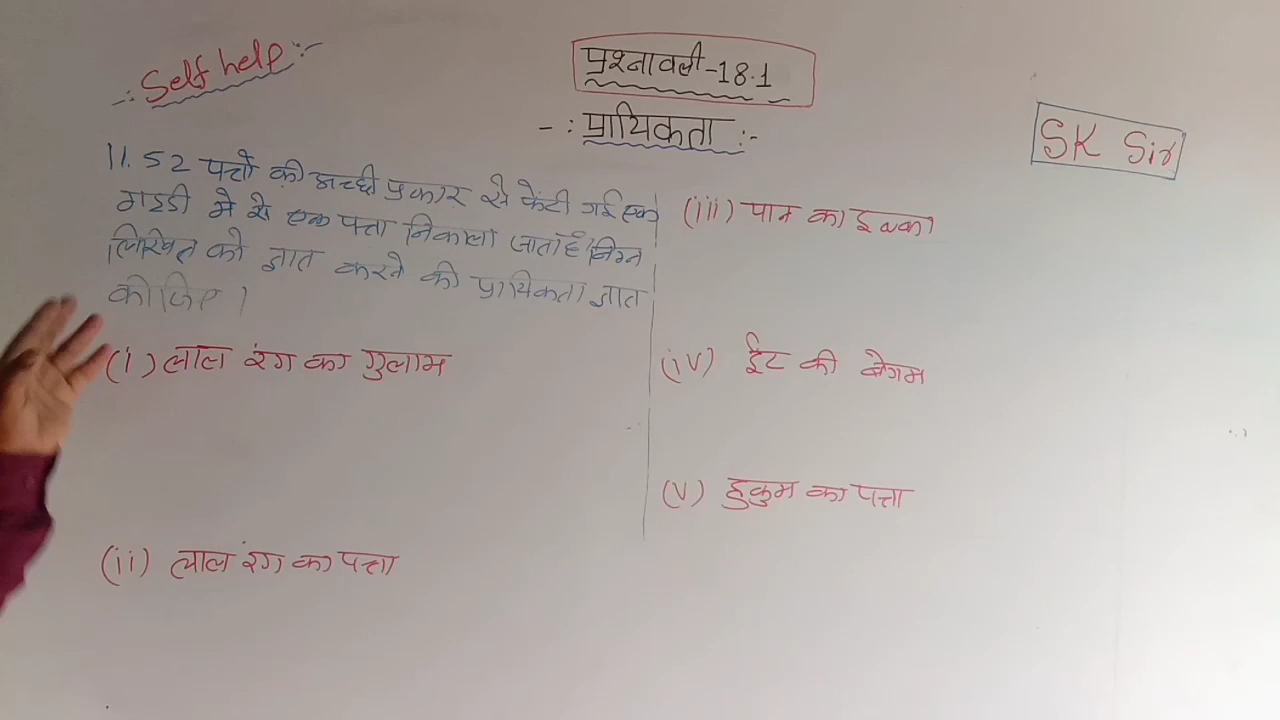 Self help :-
प्रश्नावली-18.1
-: प्रायिकता :-
SK Sir
11. 52 पत्तों की अच्छी प्रकार से फेंटी गई एक
गड्डी में से एक पत्ता निकाला जाता है। निम्न
लिखित को ज्ञात करने की प्रायिकता ज्ञात
कीजिए।
(i) लाल रंग का गुलाम
(ii) लाल रंग का पत्ता
(iii) पान का इक्का
(iv) ईट की बेगम
(v) हुकुम का पत्ता